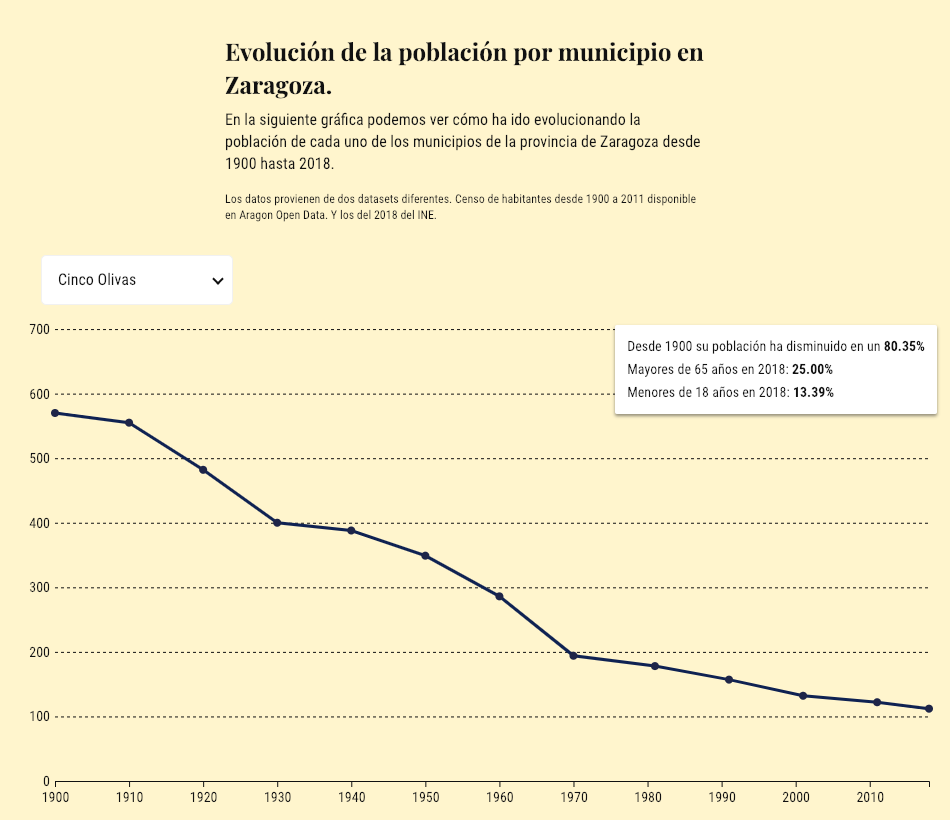 Evolución de la población por municipio en
Zaragoza.
En la siguiente gráfica podemos ver cómo ha ido evolucionando la
población de cada uno de los municipios de la provincia de Zaragoza desde
1900 hasta 2018.
Los datos provienen de dos datasets diferentes. Censo de habitantes desde 1900 a 2011 disponible
en Aragon Open Data. Y los del 2018 del INE.
Cinco Olivas
Desde 1900 su población ha disminuido en un 80.35%
Mayores de 65 años en 2018: 25.00%
Menores de 18 años en 2018: 13.39%
700
600
500
400
300
200
100
0
1900 1910 1920 1930 1940 1950 1960 1970 1980 1990 2000 2010